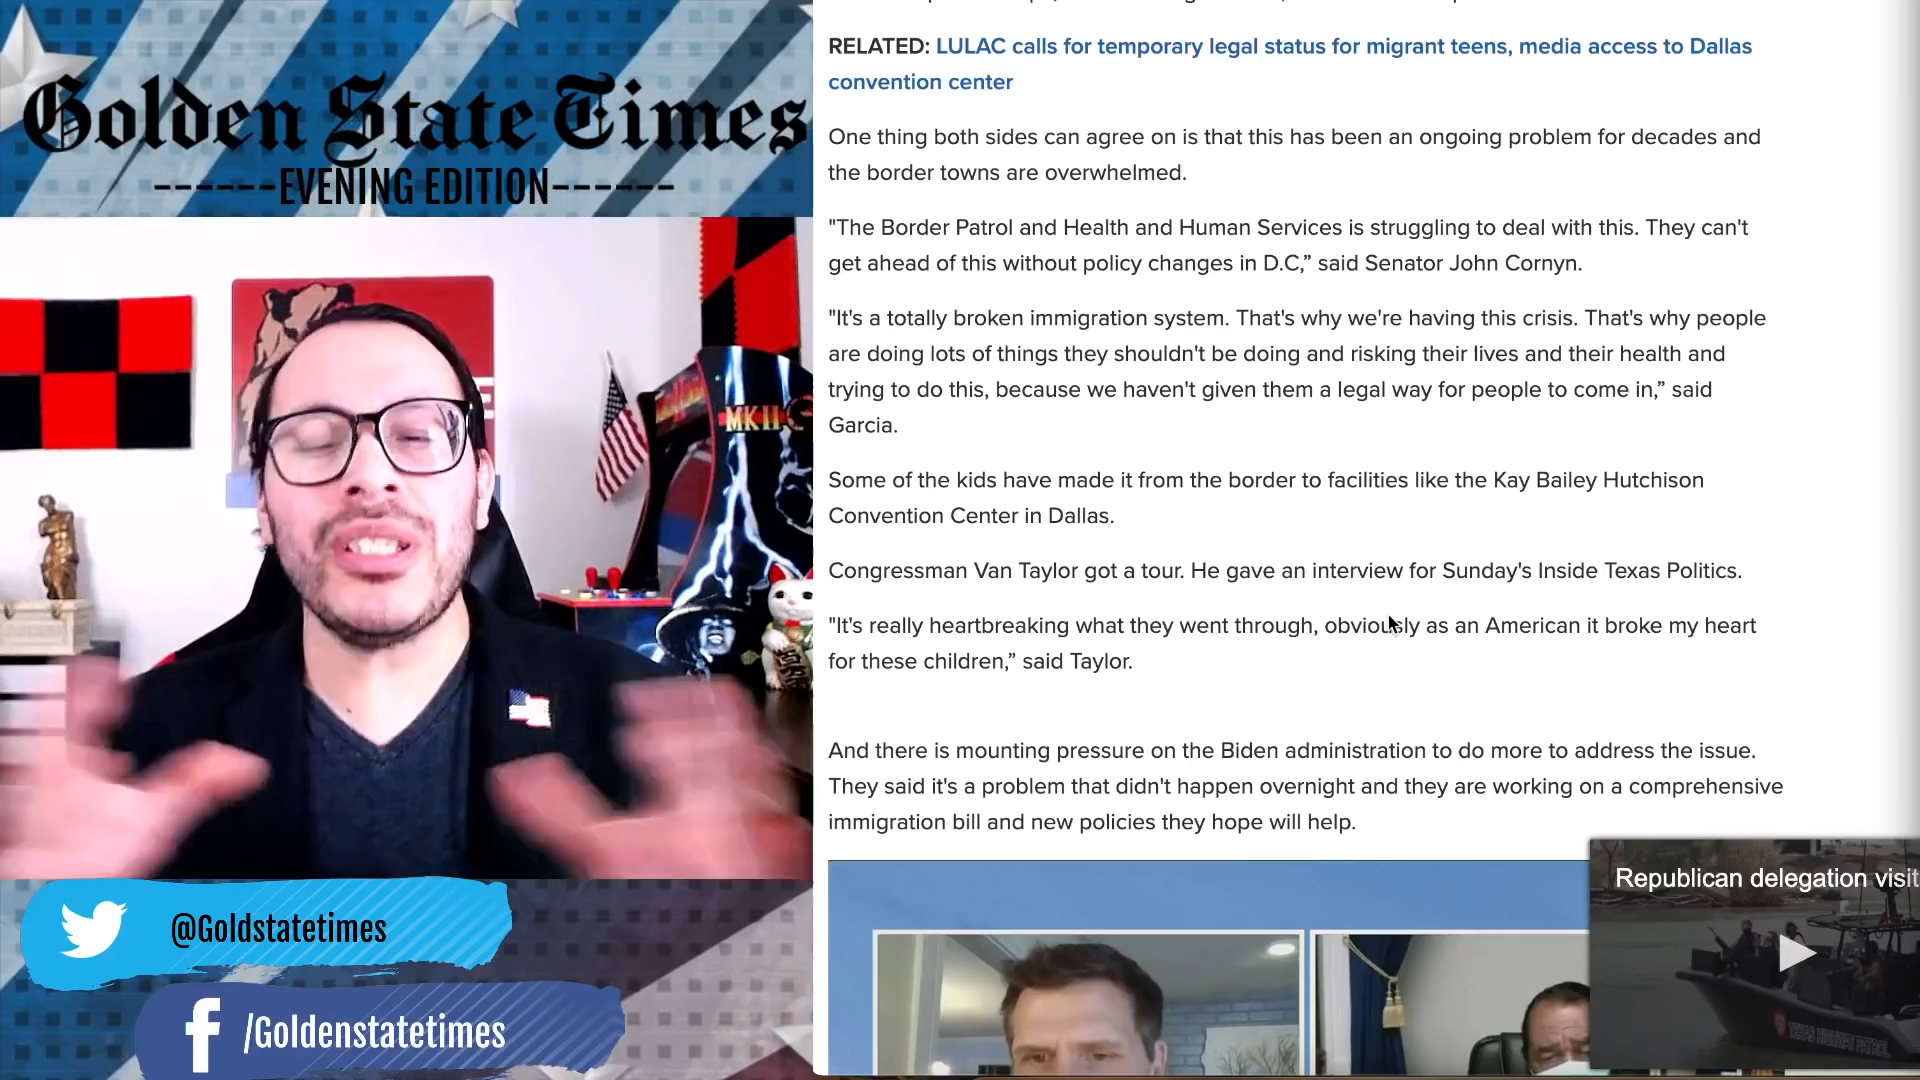 Golden State Times
------EVENING EDITION------
MKII
@Goldstatetimes
/Goldenstatetimes
RELATED: LULAC calls for temporary legal status for migrant teens, media access to Dallas
convention center
One thing both sides can agree on is that this has been an ongoing problem for decades and
the border towns are overwhelmed.
"The Border Patrol and Health and Human Services is struggling to deal with this. They can't
get ahead of this without policy changes in D.C,” said Senator John Cornyn.
"It's a totally broken immigration system. That's why we're having this crisis. That's why people
are doing lots of things they shouldn't be doing and risking their lives and their health and
trying to do this, because we haven't given them a legal way for people to come in,” said
Garcia.
Some of the kids have made it from the border to facilities like the Kay Bailey Hutchison
Convention Center in Dallas.
Congressman Van Taylor got a tour. He gave an interview for Sunday's Inside Texas Politics.
"It's really heartbreaking what they went through, obviously as an American it broke my heart
for these children,” said Taylor.
And there is mounting pressure on the Biden administration to do more to address the issue.
They said it's a problem that didn't happen overnight and they are working on a comprehensive
immigration bill and new policies they hope will help.
Republican delegation visit
TEXAS HIGHWAY PATROL